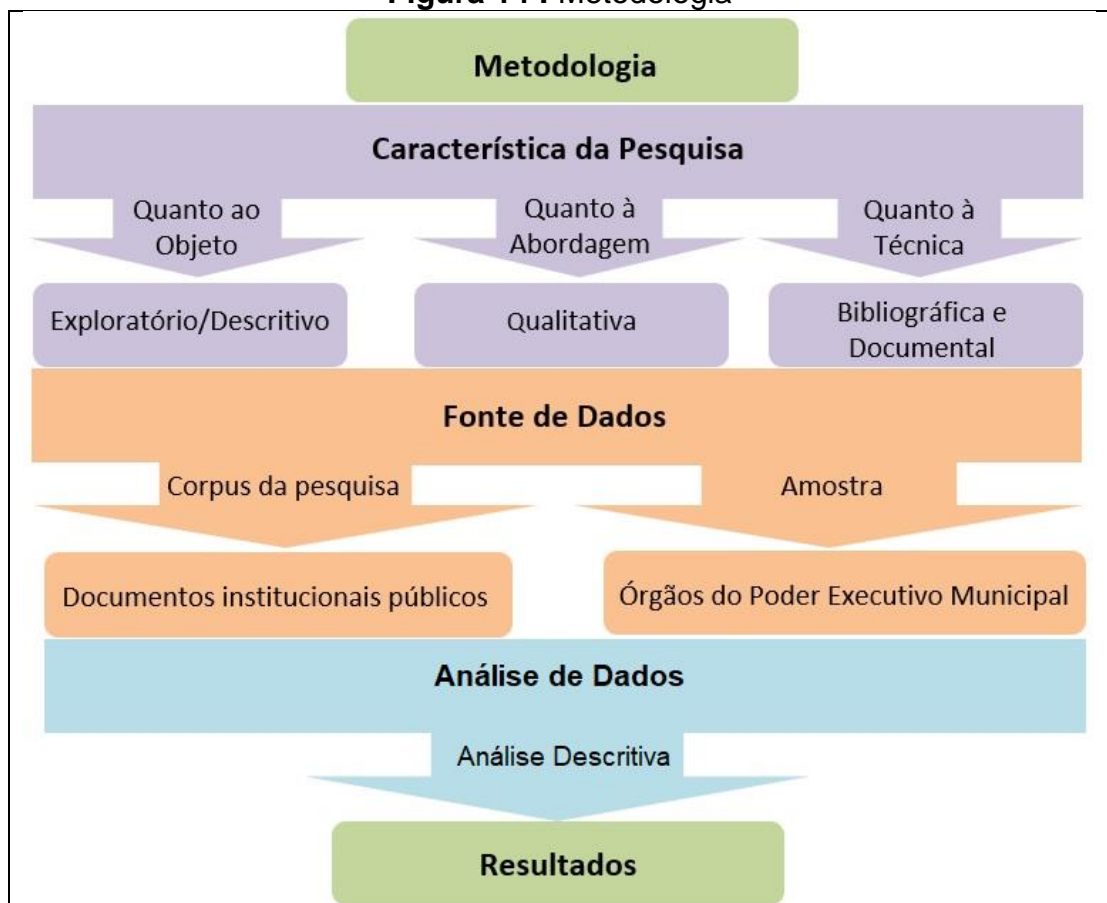 Metodologia
Metodologia
Característica da Pesquisa
Quanto ao
Objeto
Quanto à
Abordagem
Quanto à
Técnica
Exploratório/Descritivo
Qualitativa
Bibliográfica e
Documental
Fonte de Dados
Corpus da pesquisa
Amostra
Documentos institucionais públicos
Órgãos do Poder Executivo Municipal
Análise de Dados
Análise Descritiva
Resultados